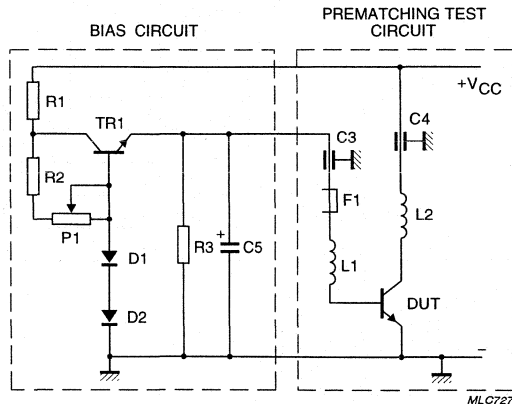 BIAS CIRCUIT
PREMATCHING TEST
CIRCUIT
+VCC
R1
TR1
C3
C4
R2
F1
P1
L2
D1
R3
+
C5
L1
DUT
D2
–
MLC727